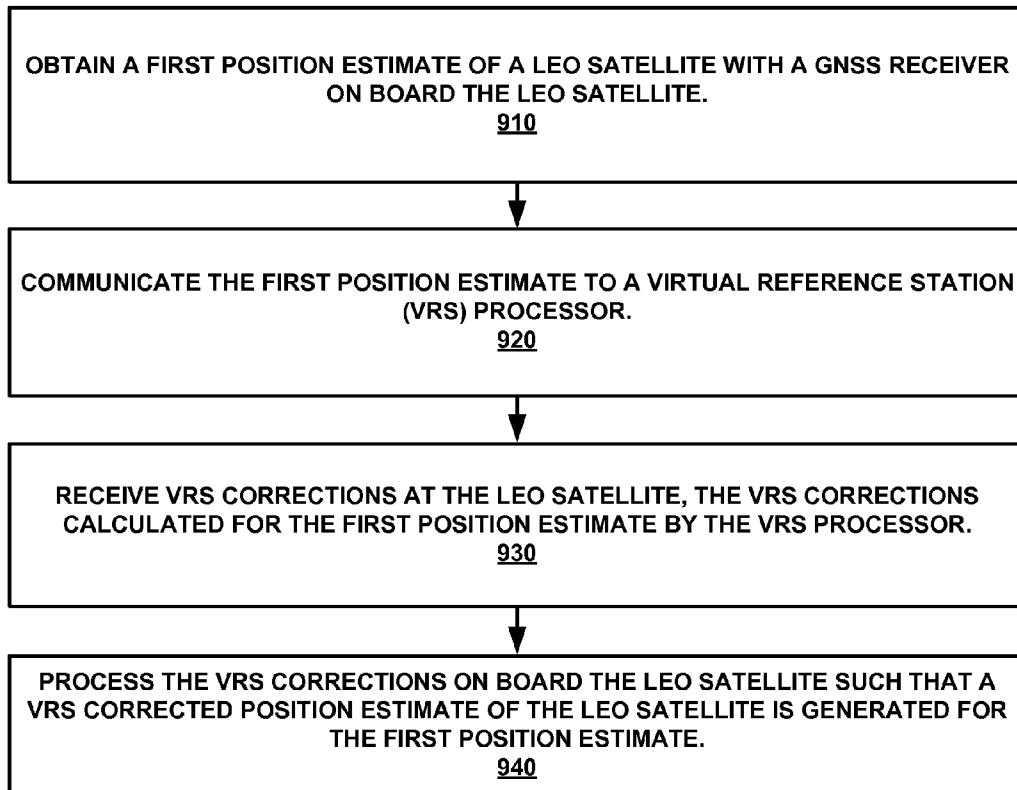 OBTAIN A FIRST POSITION ESTIMATE OF A LEO SATELLITE WITH A GNSS RECEIVER
ON BOARD THE LEO SATELLITE.
910
COMMUNICATE THE FIRST POSITION ESTIMATE TO A VIRTUAL REFERENCE STATION
(VRS) PROCESSOR.
920
RECEIVE VRS CORRECTIONS AT THE LEO SATELLITE, THE VRS CORRECTIONS
CALCULATED FOR THE FIRST POSITION ESTIMATE BY THE VRS PROCESSOR.
930
PROCESS THE VRS CORRECTIONS ON BOARD THE LEO SATELLITE SUCH THAT A
VRS CORRECTED POSITION ESTIMATE OF THE LEO SATELLITE IS GENERATED FOR
THE FIRST POSITION ESTIMATE.
940